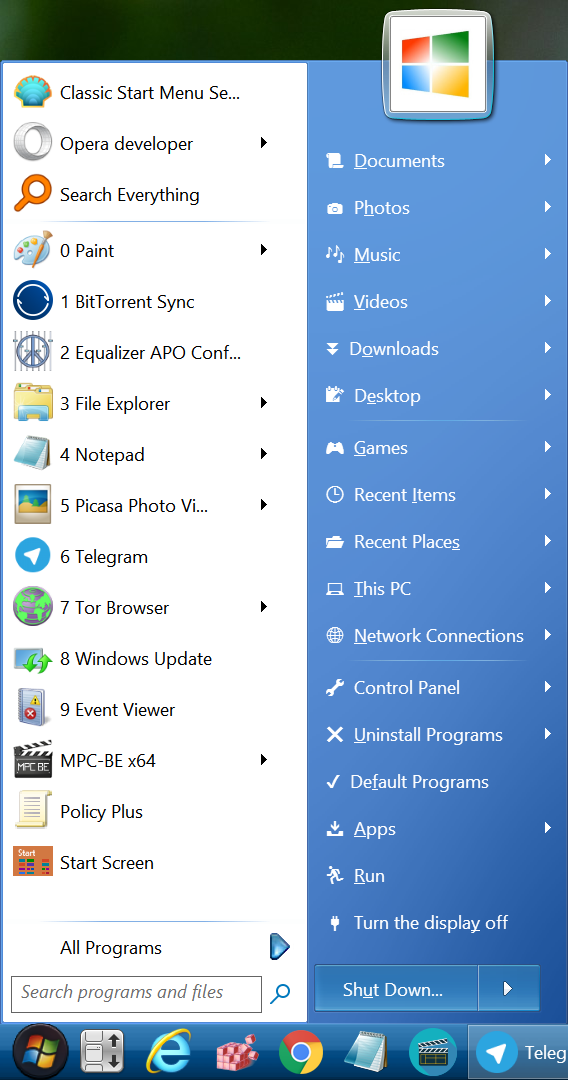 Classic Start Menu Se...
Opera developer
Search Everything
0 Paint
1 BitTorrent Sync
2 Equalizer APO Conf...
3 File Explorer
4 Notepad
5 Picasa Photo Vi...
6 Telegram
7 Tor Browser
8 Windows Update
9 Event Viewer
MPC-BE x64
Policy Plus
Start Screen
All Programs
Search programs and files
Documents
Photos
Music
Videos
Downloads
Desktop
Games
Recent Items
Recent Places
This PC
Network Connections
Control Panel
Uninstall Programs
Default Programs
Apps
Run
Turn the display off
Shut Down...
Teleg
MPC BE
Start